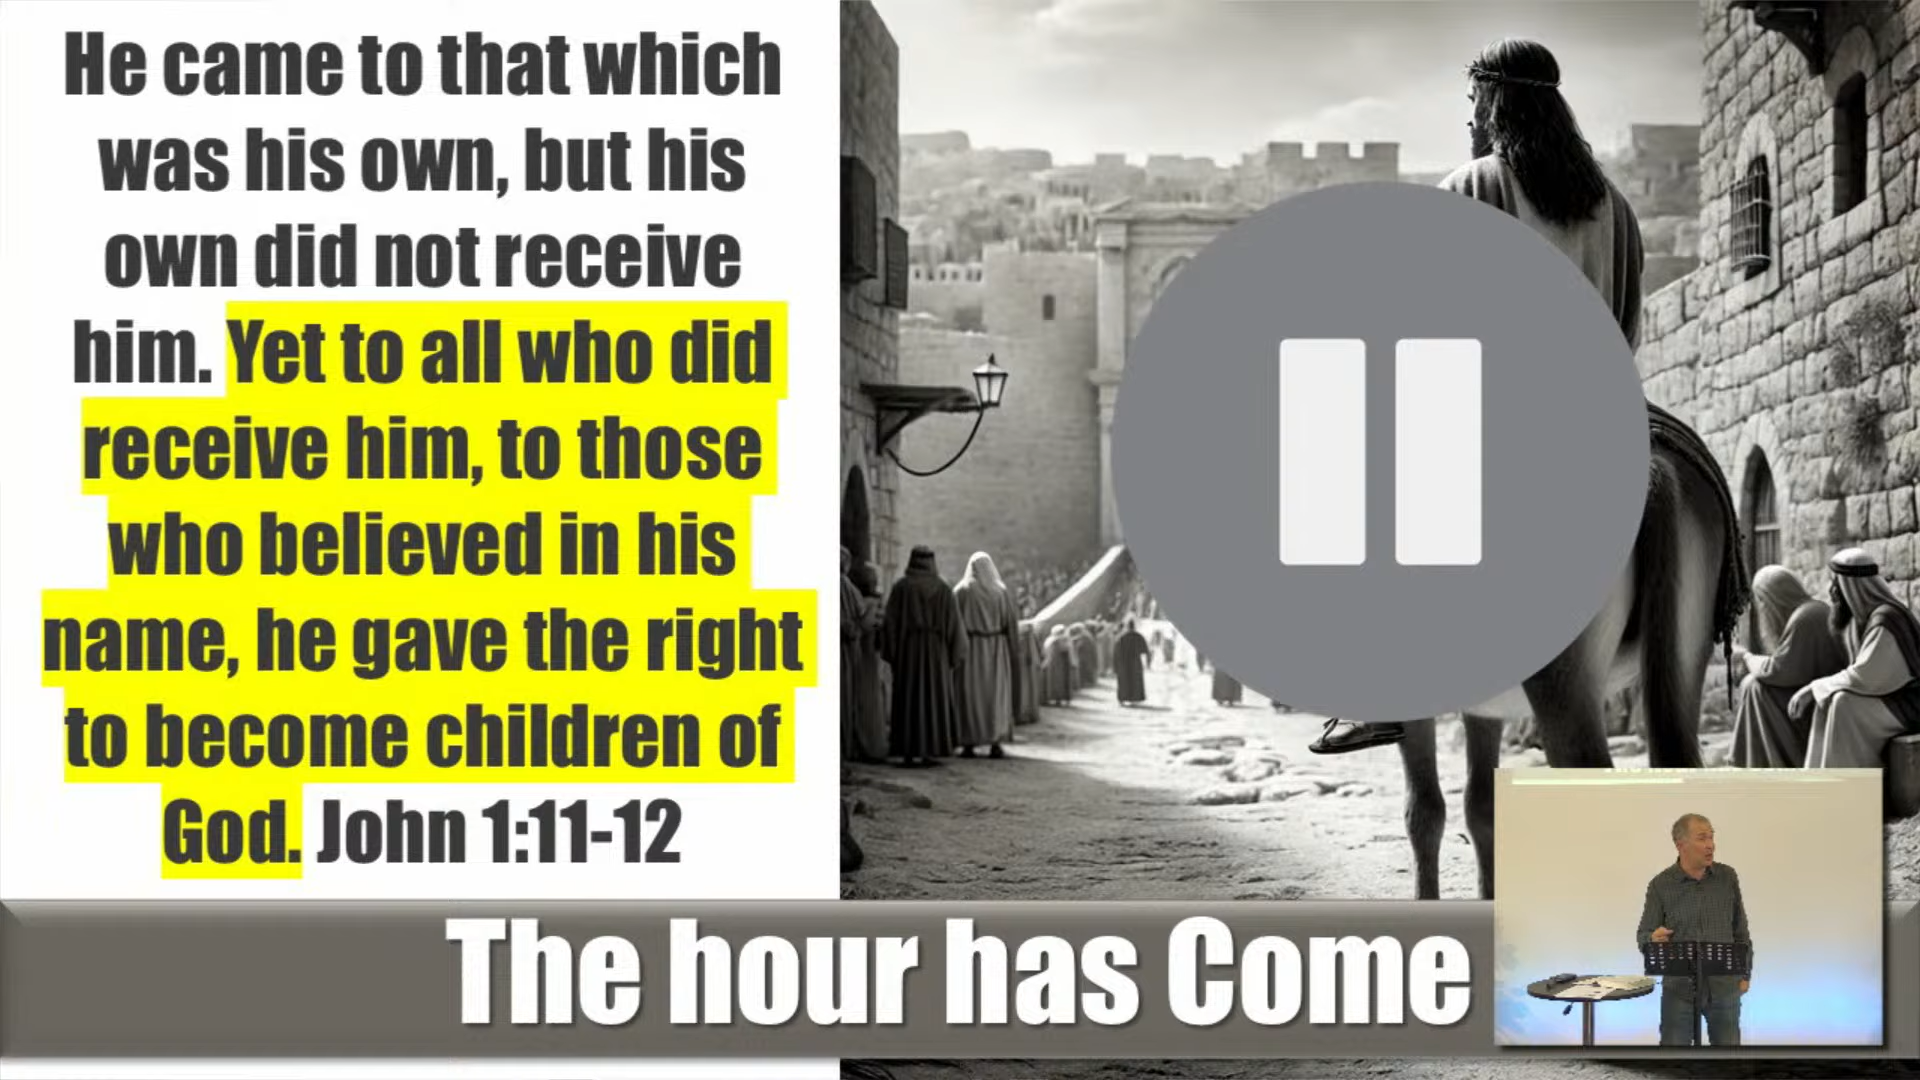 He came to that which
was his own, but his
own did not receive
him. Yet to all who did
receive him, to those
who believed in his
name, he gave the right
to become children of
God. John 1:11-12
The hour has Come